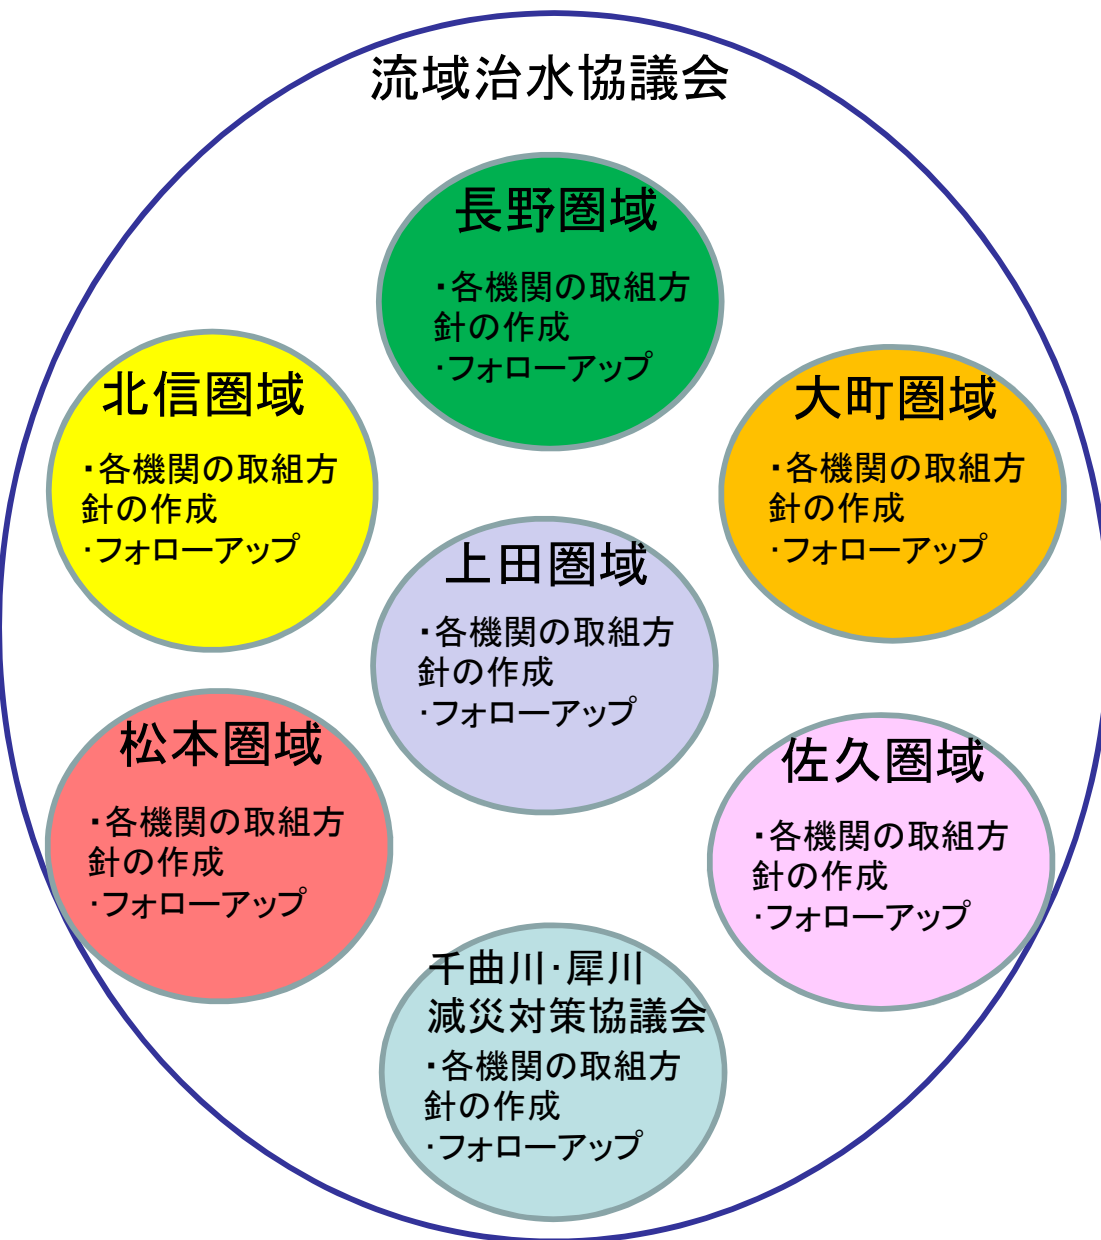 流域治水協議会
長野圏域
・各機関の取組方
針の作成
・フォローアップ
北信圏域
・各機関の取組方
針の作成
・フォローアップ
大町圏域
・各機関の取組方
針の作成
・フォローアップ
上田圏域
・各機関の取組方
針の作成
・フォローアップ
松本圏域
・各機関の取組方
針の作成
・フォローアップ
佐久圏域
・各機関の取組方
針の作成
・フォローアップ
千曲川・犀川
減災対策協議会
・各機関の取組方
針の作成
・フォローアップ